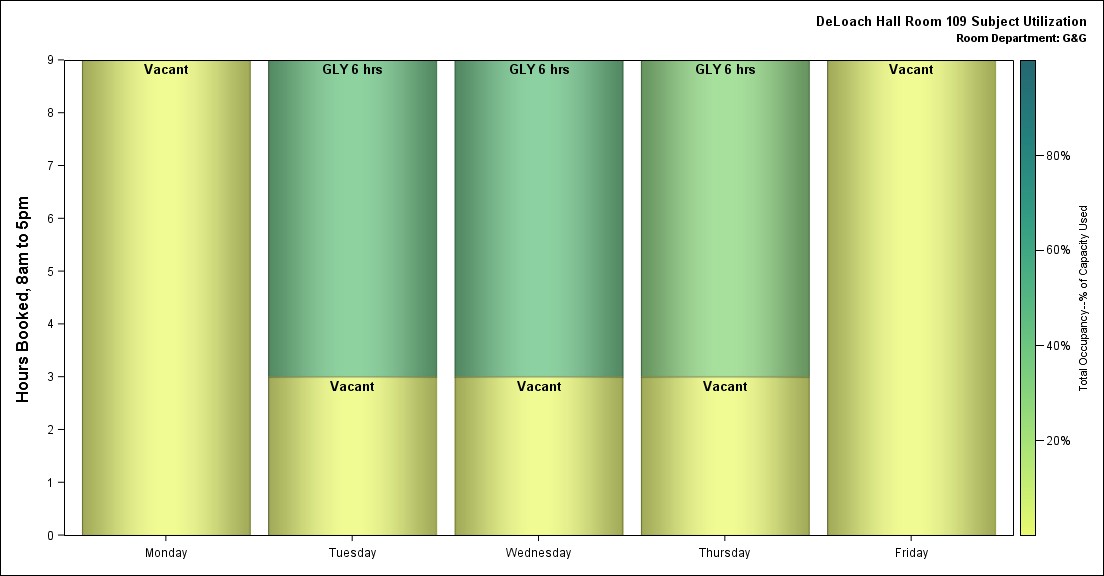 DeLoach Hall Room 109 Subject Utilization
Room Department: G&G
Hours Booked, 8am to 5pm
9
8
7
6
5
4
3
2
1
0
Vacant
GLY 6 hrs
GLY 6 hrs
GLY 6 hrs
Vacant
Vacant
Vacant
Vacant
Monday
Tuesday
Wednesday
Thursday
Friday
80%
60%
40%
20%
Total Occupancy--% of Capacity Used